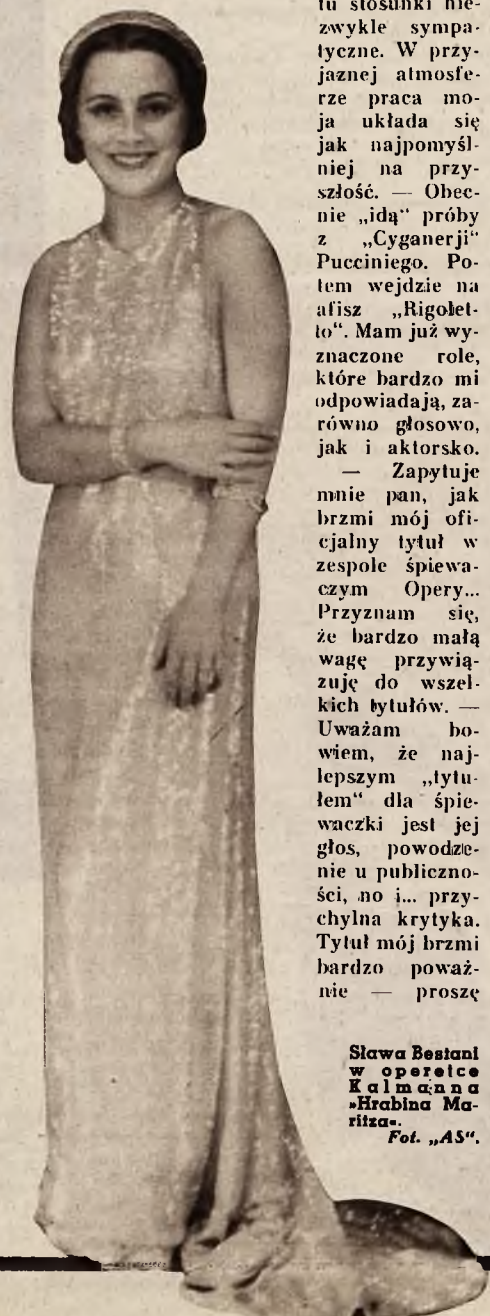 tu stosunki nie-
zwykle sympa-
tyczne. W przy-
jaznej atmosfe-
rze praca mo-
ja układa się
jak najpomyśl-
niej na przy-
szłość. — Obec-
nie „idą“ próby
z „Cyganerji“
Pucciniego. Po-
tem wejdzie na
afisz „Rigolet-
to“. Mam już wy-
znaczone role,
które bardzo mi
odpowiadają, za-
równo głosowo,
jak i aktorsko.
— Zapytuje
mnie pan, jak
brzmi mój ofi-
cjalny tytuł w
zespole śpiewa-
czym Opery...
Przyznam się,
że bardzo małą
wagę przywią-
zuję do wszel-
kich tytułów. —
Uważam bo-
wiem, że naj-
lepszym „tytu-
łem“ dla śpie-
waczki jest jej
głos, powodze-
nie u publiczno-
ści, no i... przy-
chylna krytyka.
Tytuł mój brzmi
bardzo poważ-
nie — proszę
Sława Bestani
w operetce
Kalmanna
»Hrabina Ma-
ritza«.
Fot. „AS“.